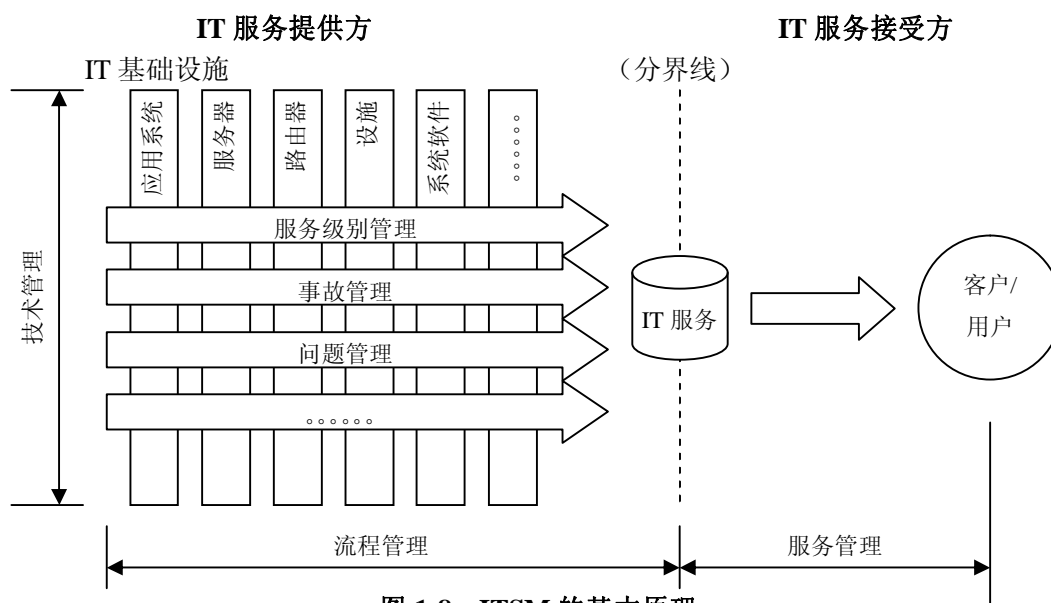 IT 服务提供方
IT 服务接受方
IT 基础设施
（分界线）
应用系统
服务器
路由器
设施
系统软件
。。。。。。
服务级别管理
事故管理
问题管理
。。。。。。
技术管理
IT 服务
客户/
用户
流程管理
服务管理